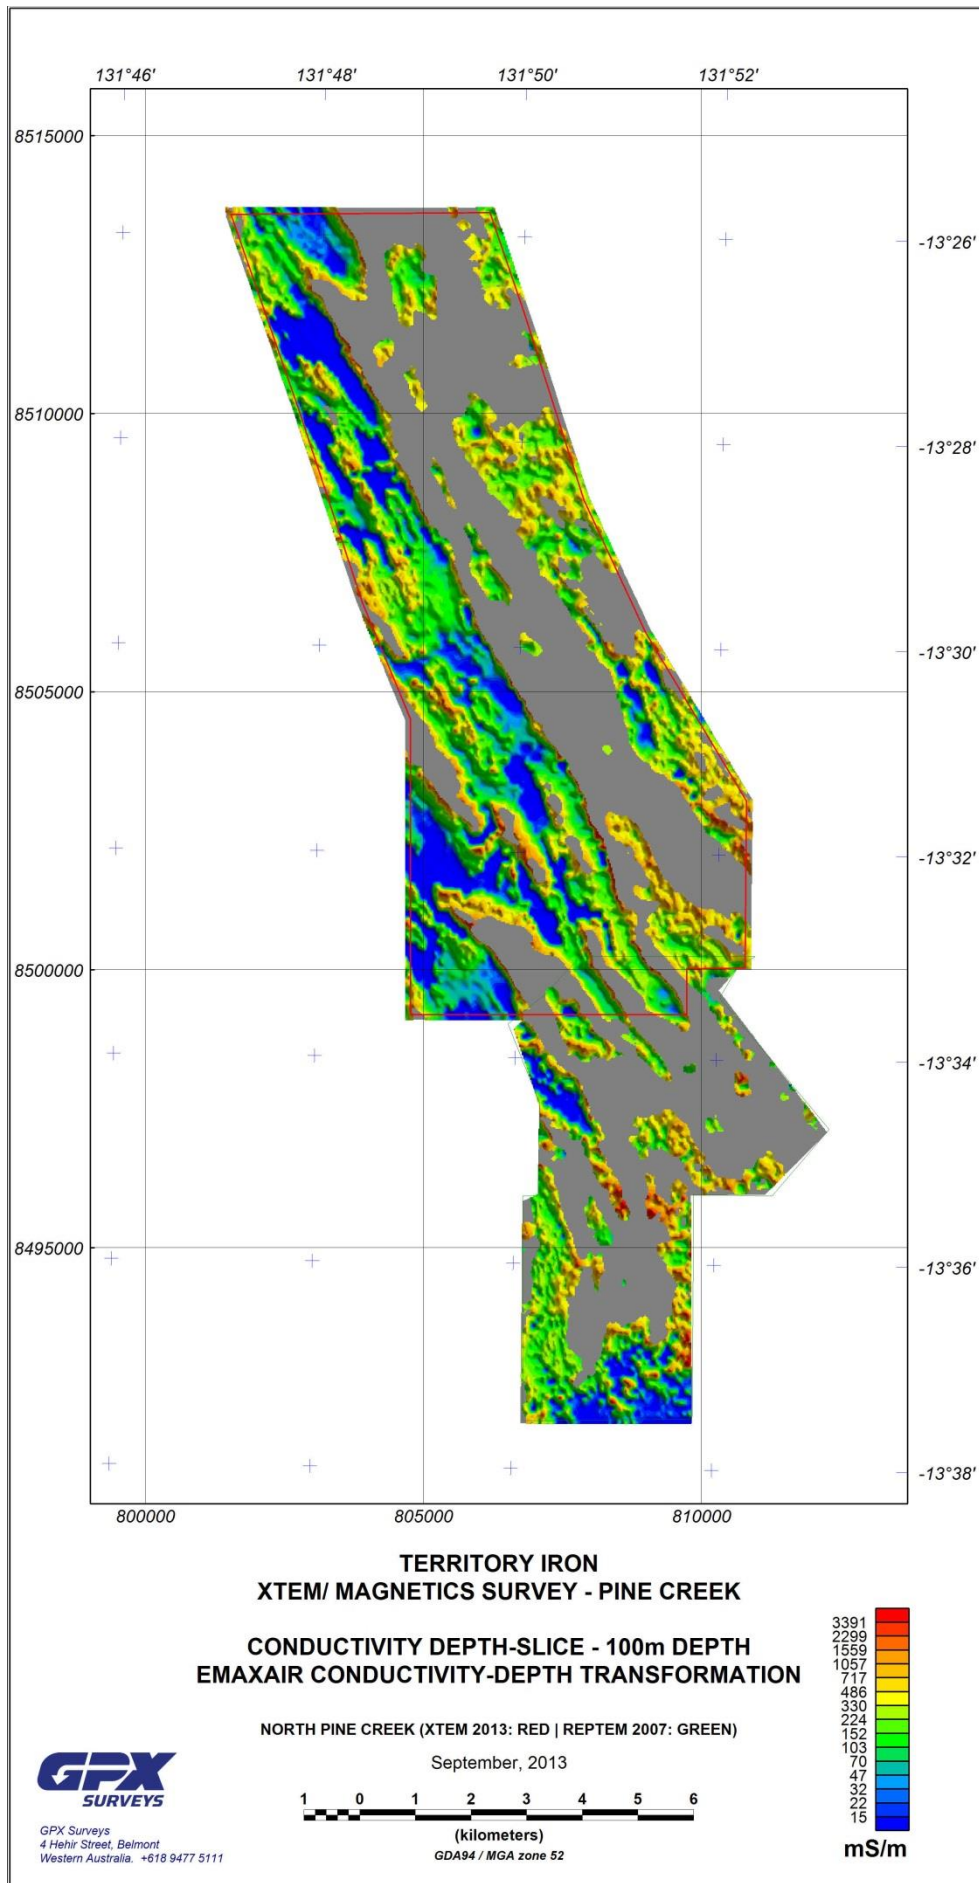 131°46' 131°48' 131°50' 131°52'
8515000
-13°26'
8510000
-13°28'
-13°30'
8505000
-13°32'
8500000
-13°34'
8495000
-13°36'
-13°38'
800000 805000 810000
TERRITORY IRON
XTEM/ MAGNETICS SURVEY - PINE CREEK
CONDUCTIVITY DEPTH-SLICE - 100m DEPTH
EMAXAIR CONDUCTIVITY-DEPTH TRANSFORMATION
NORTH PINE CREEK (XTEM 2013: RED | REPTEM 2007: GREEN)
September, 2013
1 0 1 2 3 4 5 6
(kilometers)
GDA94 / MGA zone 52
3391
2299
1559
1057
717
486
330
224
152
103
70
47
32
22
15
mS/m
GPX
SURVEYS
GPX Surveys
4 Hehir Street, Belmont
Western Australia. +618 9477 5111